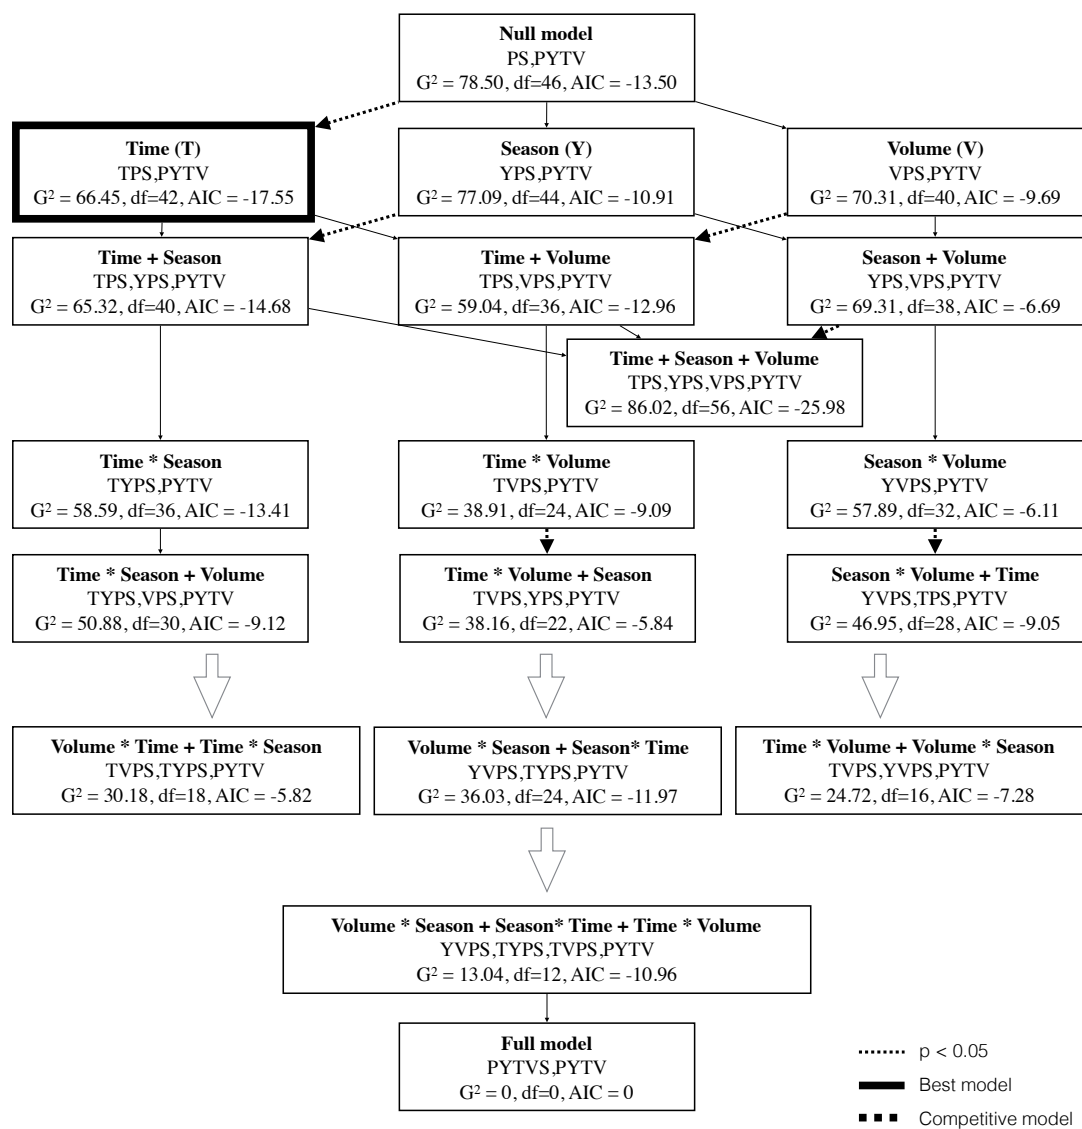 Null model
PS,PYTV
G² = 78.50, df=46, AIC = -13.50
Time (T)
TPS,PYTV
G² = 66.45, df=42, AIC = -17.55
Season (Y)
YPS,PYTV
G² = 77.09, df=44, AIC = -10.91
Volume (V)
VPS,PYTV
G² = 70.31, df=40, AIC = -9.69
Time + Season
TPS,YPS,PYTV
G² = 65.32, df=40, AIC = -14.68
Time + Volume
TPS,VPS,PYTV
G² = 59.04, df=36, AIC = -12.96
Season + Volume
YPS,VPS,PYTV
G² = 69.31, df=38, AIC = -6.69
Time + Season + Volume
TPS,YPS,VPS,PYTV
G² = 86.02, df=56, AIC = -25.98
Time * Season
TYPS,PYTV
G² = 58.59, df=36, AIC = -13.41
Time * Volume
TVPS,PYTV
G² = 38.91, df=24, AIC = -9.09
Season * Volume
YVPS,PYTV
G² = 57.89, df=32, AIC = -6.11
Time * Season + Volume
TYPS,VPS,PYTV
G² = 50.88, df=30, AIC = -9.12
Time * Volume + Season
TVPS,YPS,PYTV
G² = 38.16, df=22, AIC = -5.84
Season * Volume + Time
YVPS,TPS,PYTV
G² = 46.95, df=28, AIC = -9.05
Volume * Time + Time * Season
TVPS,TYPS,PYTV
G² = 30.18, df=18, AIC = -5.82
Volume * Season + Season* Time
YVPS,TYPS,PYTV
G² = 36.03, df=24, AIC = -11.97
Time * Volume + Volume * Season
TVPS,YVPS,PYTV
G² = 24.72, df=16, AIC = -7.28
Volume * Season + Season* Time + Time * Volume
YVPS,TYPS,TVPS,PYTV
G² = 13.04, df=12, AIC = -10.96
Full model
PYTVS,PYTV
G² = 0, df=0, AIC = 0
p < 0.05
Best model
Competitive model